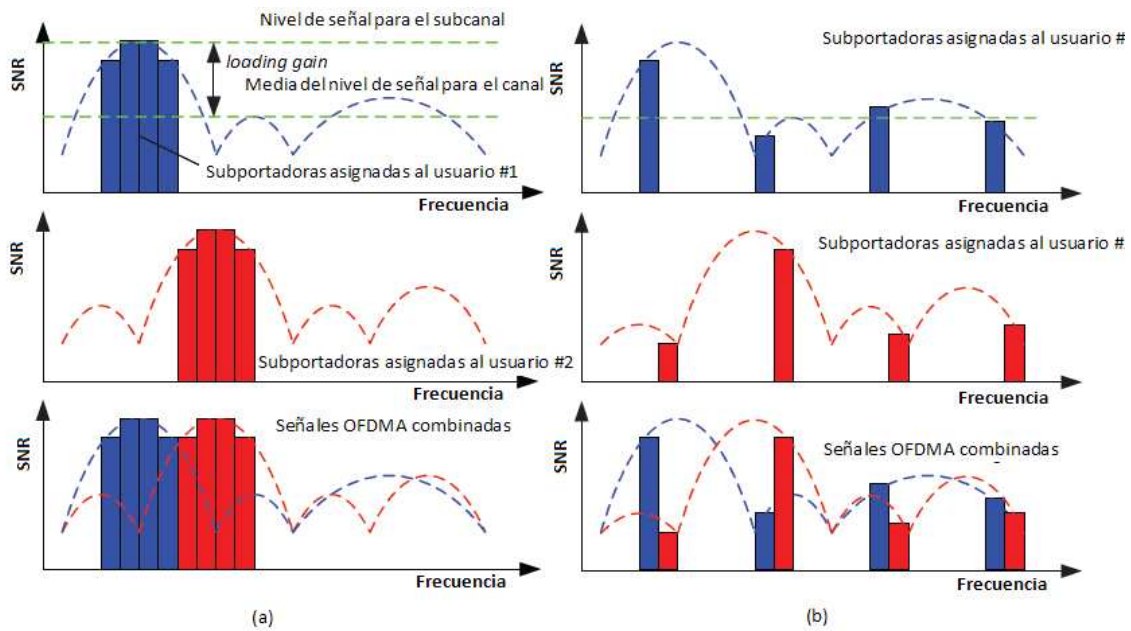 Nivel de señal para el subcanal
SNR
loading gain
Media del nivel de señal para el canal
Subportadoras asignadas al usuario #1
Frecuencia
SNR
Subportadoras asignadas al usuario #2
Frecuencia
Señales OFDMA combinadas
SNR
Frecuencia
(a)
Subportadoras asignadas al usuario #
SNR
Frecuencia
Subportadoras asignadas al usuario #
SNR
Frecuencia
Señales OFDMA combinadas
SNR
Frecuencia
(b)